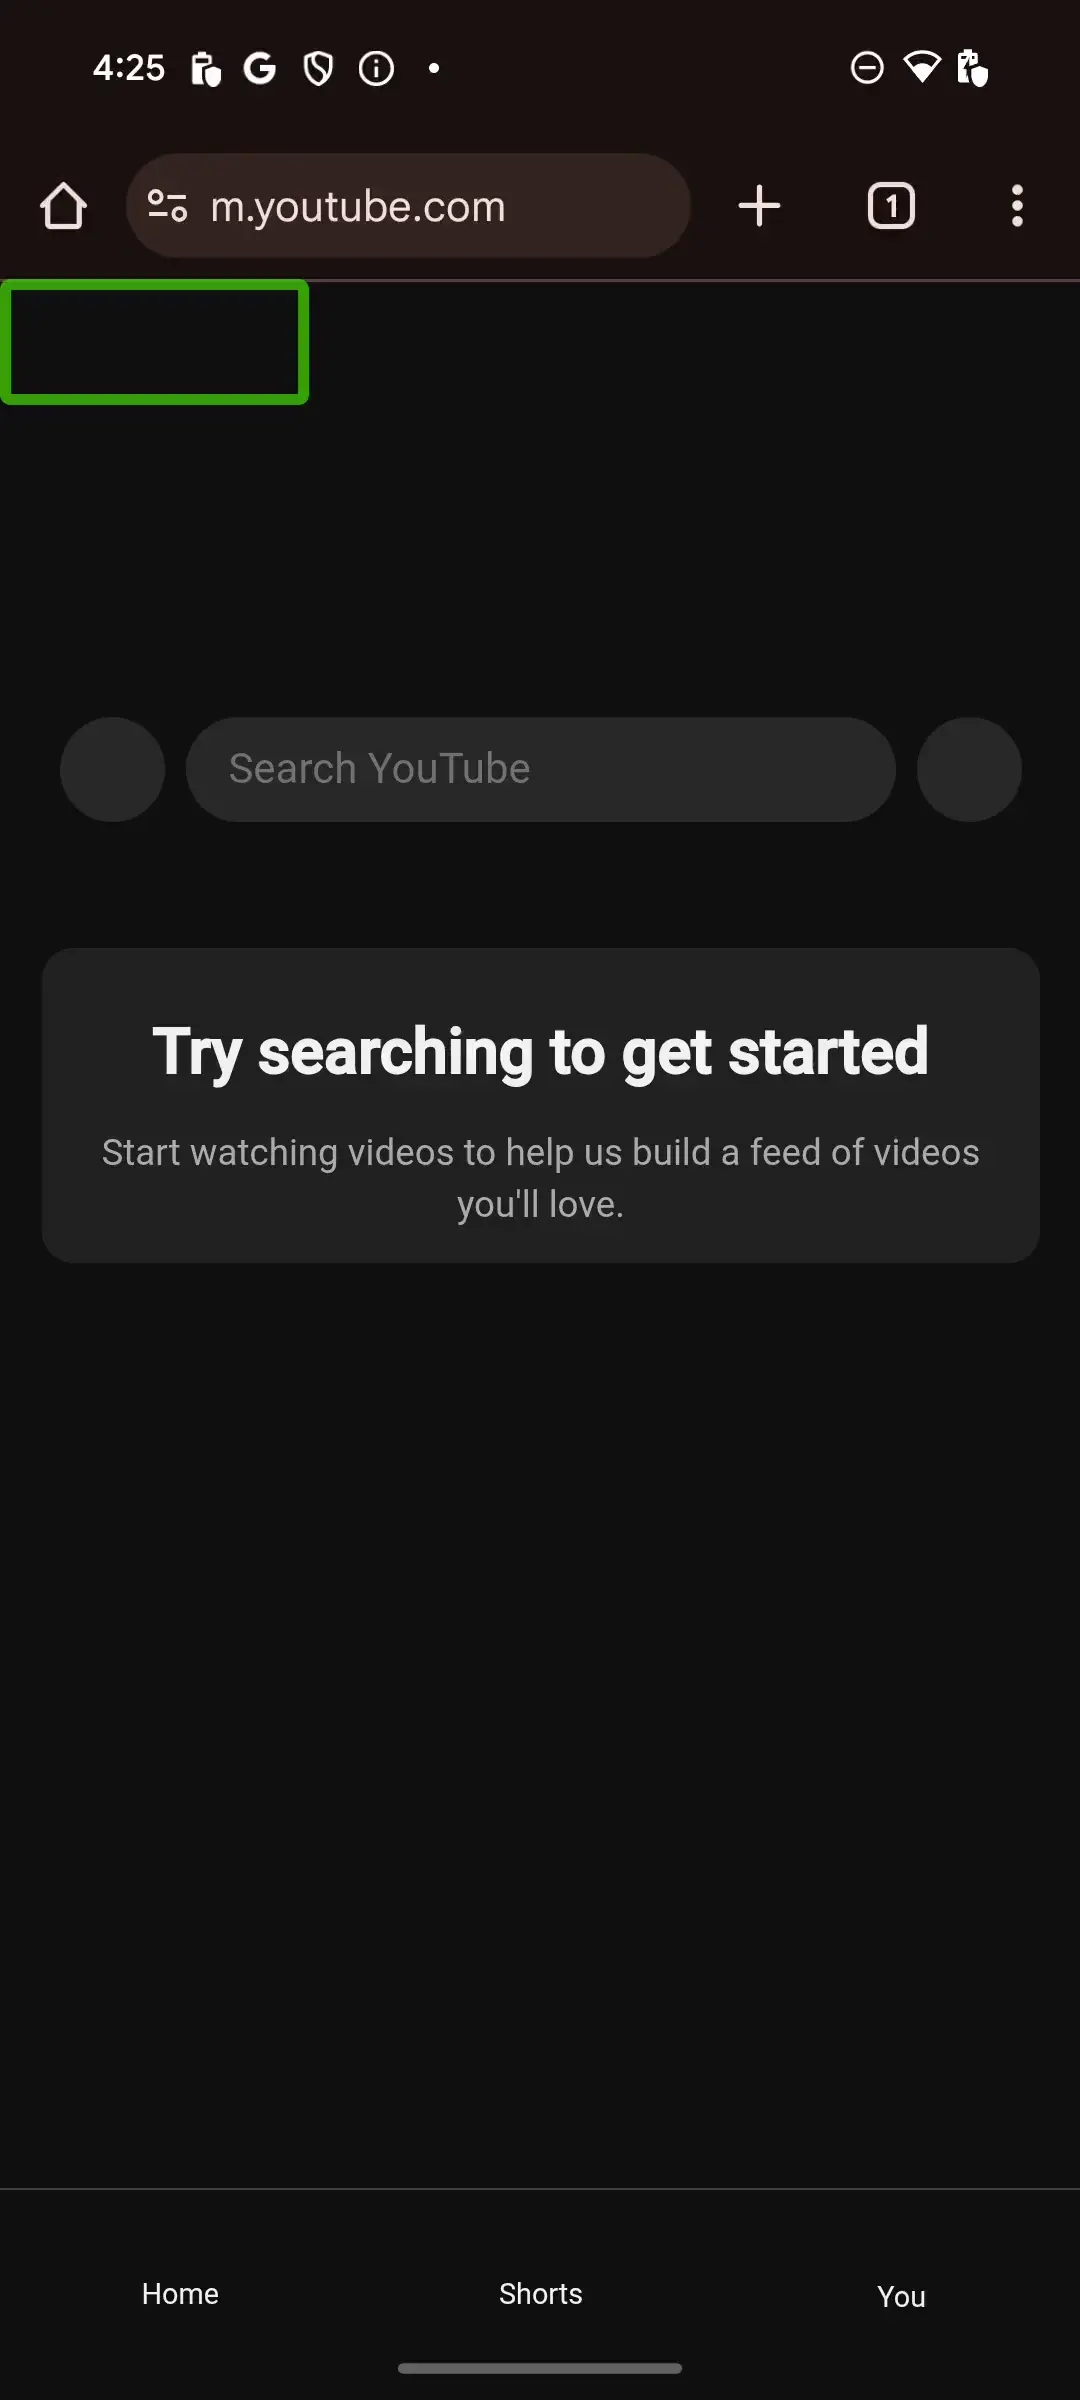 4:25
m.youtube.com
1
Search YouTube
Try searching to get started
Start watching videos to help us build a feed of videos
you'll love.
Home
Shorts
You